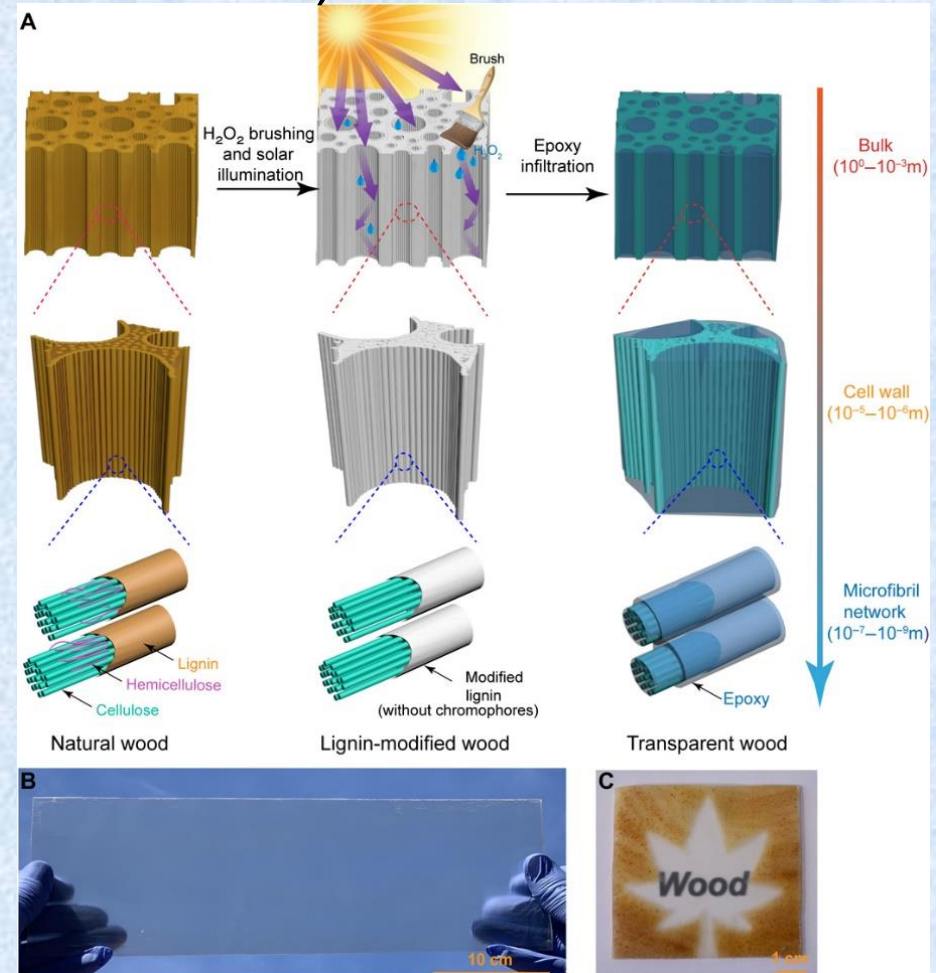 A
Brush
H₂O₂ brushing
and solar
illumination
H₂O₂
Epoxy
infiltration
Bulk
(10⁰–10⁻³m)
Cell wall
(10⁻⁵–10⁻⁶m)
Microfibril
network
(10⁻⁷–10⁻⁹m)
Lignin
Hemicellulose
Cellulose
Modified
lignin
(without chromophores)
Epoxy
Natural wood
Lignin-modified wood
Transparent wood
B
10 cm
C
Wood
1 cm